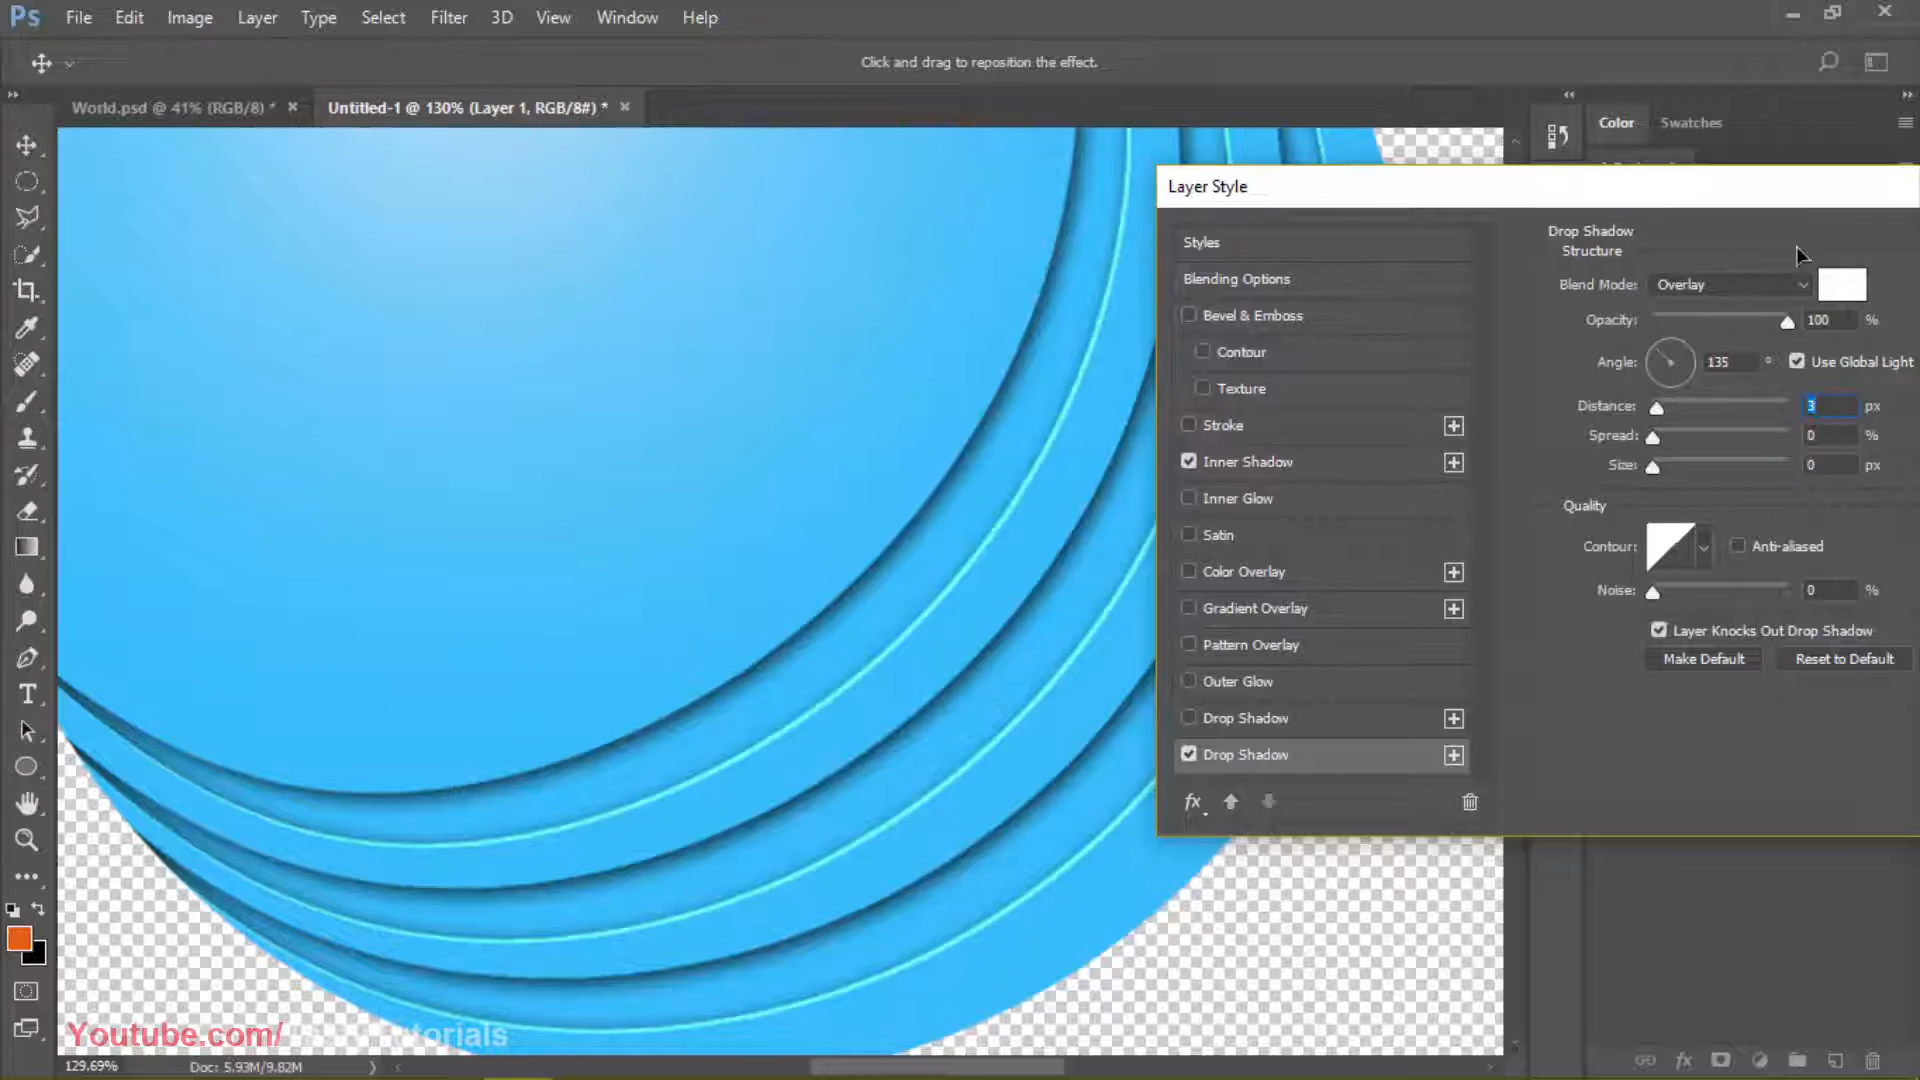 Ps File Edit Image Layer Type Select Filter 3D View Window Help
Click and drag to reposition the effect.
World.psd @ 41% (RGB/8) * × Untitled-1 @ 130% (Layer 1, RGB/8#) * ×
Color Swatches
Layer Style
Styles
Blending Options
Bevel & Emboss
Contour
Texture
Stroke
Inner Shadow
Inner Glow
Satin
Color Overlay
Gradient Overlay
Pattern Overlay
Outer Glow
Drop Shadow
Drop Shadow
fx
Drop Shadow
Structure
Blend Mode: Overlay
Opacity: 100 %
Angle: 135 ° Use Global Light
Distance: 3 px
Spread: 0 %
Size: 0 px
Quality
Contour: Anti-aliased
Noise: 0 %
Layer Knocks Out Drop Shadow
Make Default Reset to Default
Youtube.com/
129.69% Doc: 5.93M/9.82M
fx